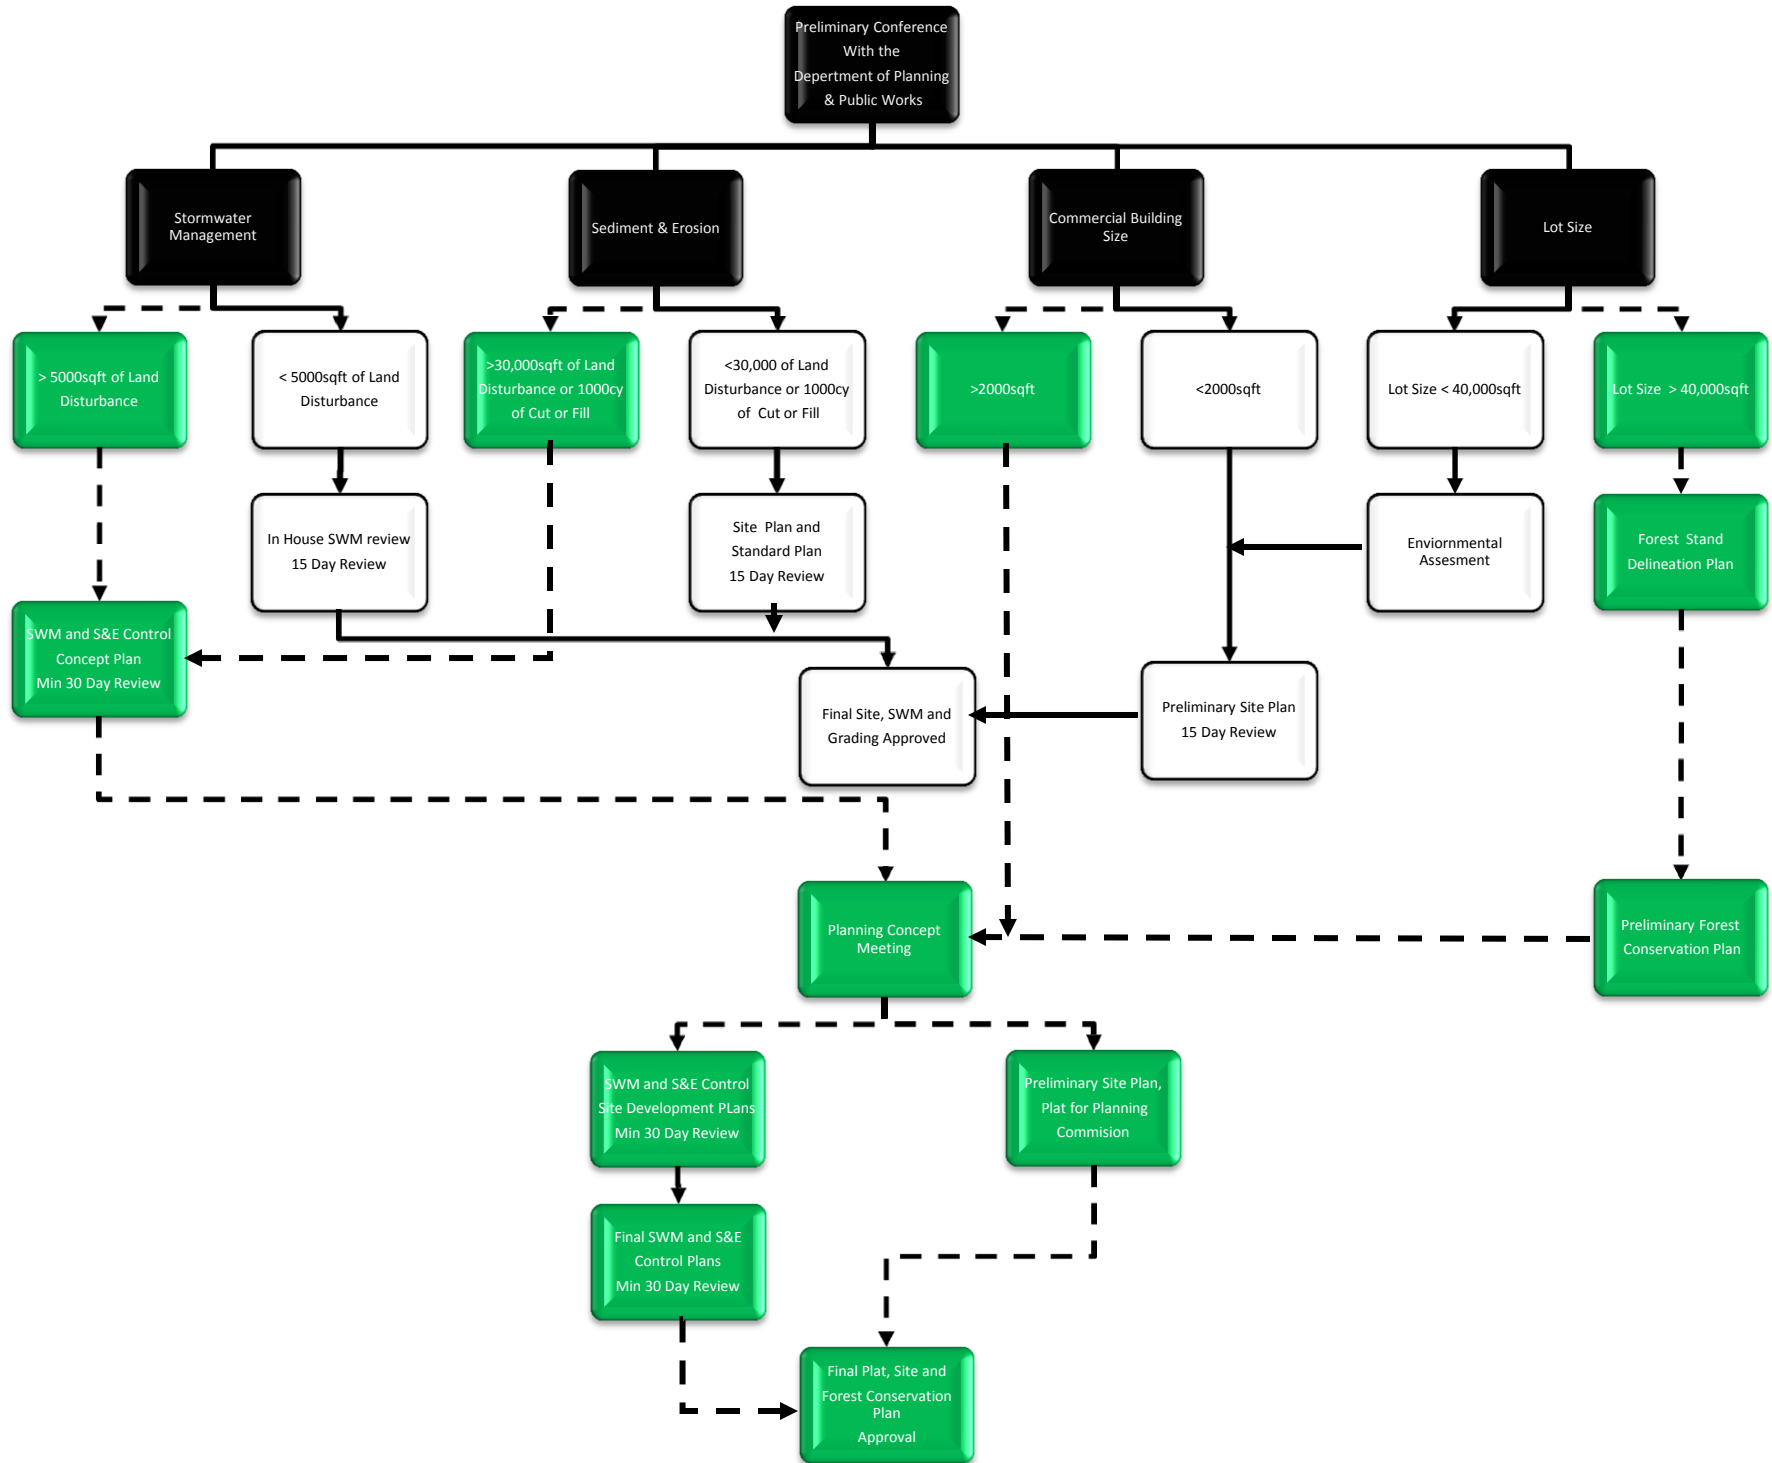 Preliminary Conference
With the
Department of Planning
& Public Works
Stormwater
Management
Sediment & Erosion
Commercial Building
Size
Lot Size
> 5000sqft of Land
Disturbance
< 5000sqft of Land
Disturbance
>30,000sqft of Land
Disturbance or 1000cy
of Cut or Fill
<30,000 of Land
Disturbance or 1000cy
of Cut or Fill
>2000sqft
<2000sqft
Lot Size < 40,000sqft
Lot Size > 40,000sqft
In House SWM review
15 Day Review
Site Plan and
Standard Plan
15 Day Review
Enviornmental
Assesment
Forest Stand
Delineation Plan
SWM and S&E Control
Concept Plan
Min 30 Day Review
Final Site, SWM and
Grading Approved
Preliminary Site Plan
15 Day Review
Planning Concept
Meeting
Preliminary Forest
Conservation Plan
SWM and S&E Control
Site Development PLans
Min 30 Day Review
Preliminary Site Plan,
Plat for Planning
Commision
Final SWM and S&E
Control Plans
Min 30 Day Review
Final Plat, Site and
Forest Conservation
Plan
Approval